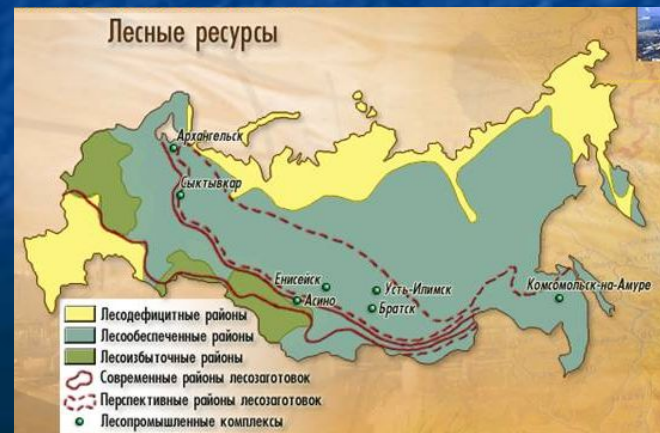 Лесные ресурсы
Архангельск
Сыктывкар
Енисейск
Усть-Илимск
Комсомольск-на-Амуре
Асино
Братск
Лесодефицитные районы
Лесообеспеченные районы
Лесоизбыточные районы
Современные районы лесозаготовок
Перспективные районы лесозаготовок
Лесопромышленные комплексы